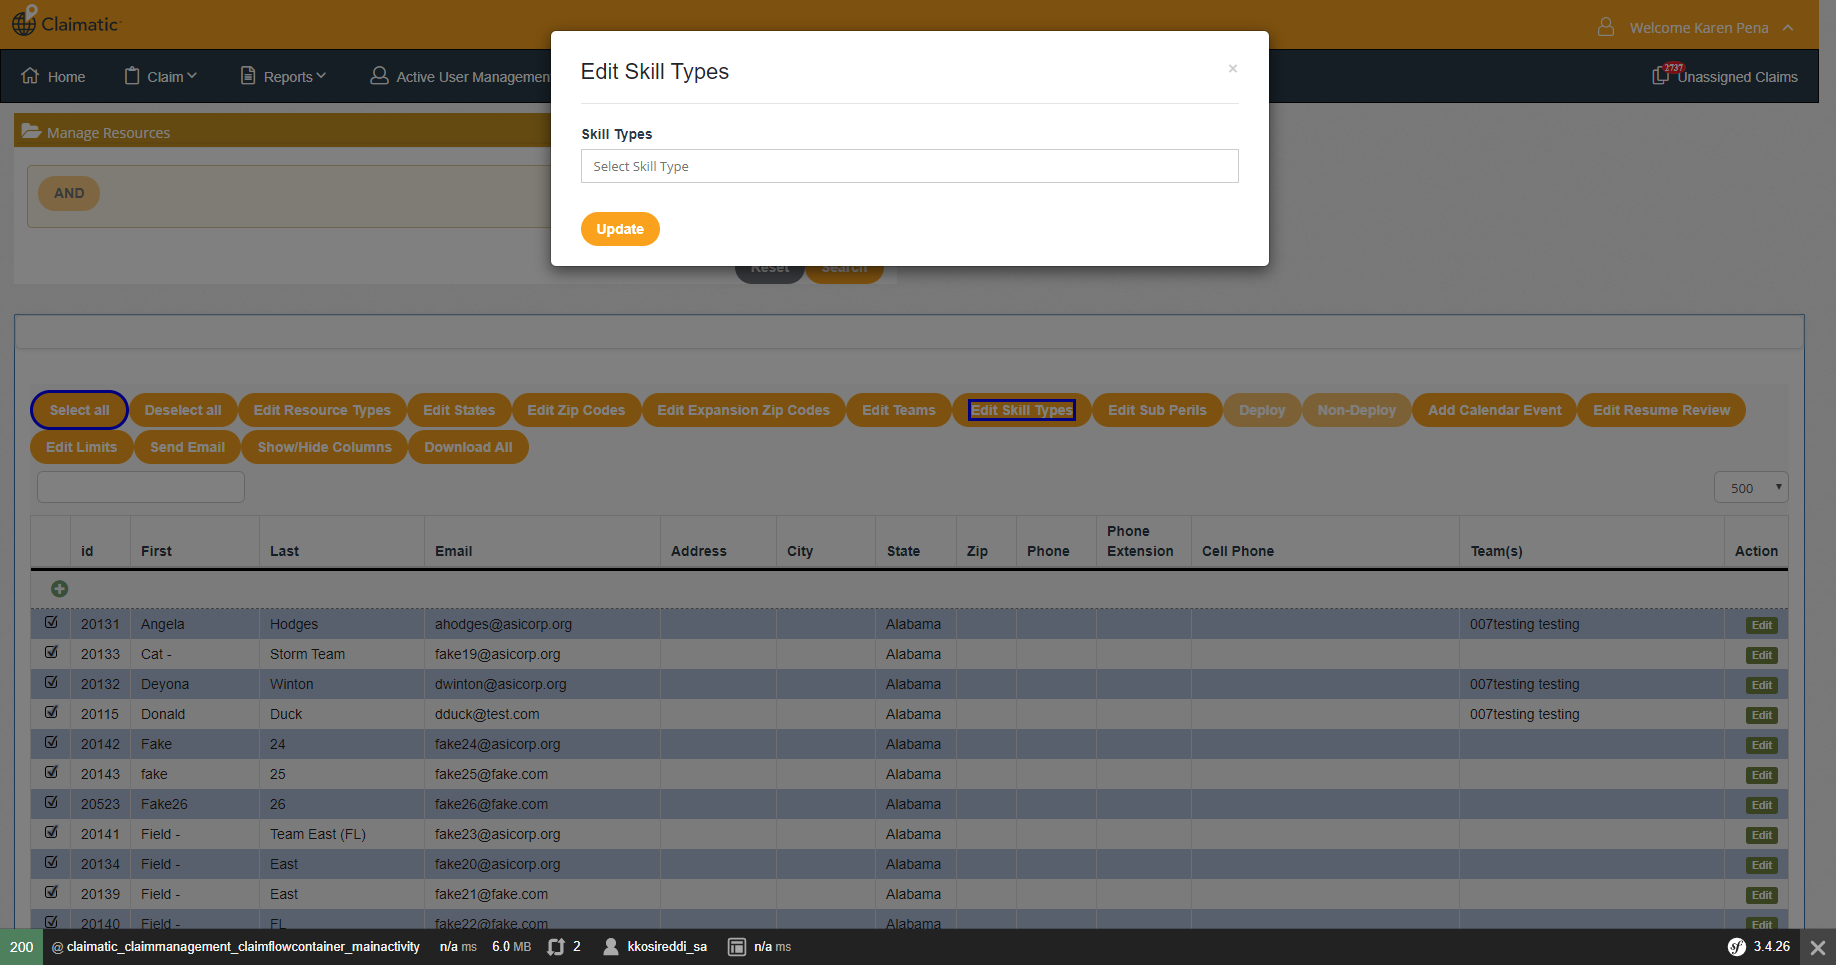 Claimatic
Welcome Karen Pena
Home
Claim
Reports
Active User Managemen
2737
Unassigned Claims
Edit Skill Types
×
Skill Types
Select Skill Type
Update
Manage Resources
AND
Reset
Search
Select all
Deselect all
Edit Resource Types
Edit States
Edit Zip Codes
Edit Expansion Zip Codes
Edit Teams
Edit Skill Types
Edit Sub Perils
Deploy
Non-Deploy
Add Calendar Event
Edit Resume Review
Edit Limits
Send Email
Show/Hide Columns
Download All
500
id First Last Email Address City State Zip Phone Phone Extension Cell Phone Team(s) Action
20131 Angela Hodges ahodges@asicorp.org Alabama 007testing testing Edit
20133 Cat - Storm Team fake19@asicorp.org Alabama Edit
20132 Deyona Winton dwinton@asicorp.org Alabama 007testing testing Edit
20115 Donald Duck dduck@test.com Alabama 007testing testing Edit
20142 Fake 24 fake24@asicorp.org Alabama Edit
20143 fake 25 fake25@fake.com Alabama Edit
20523 Fake26 26 fake26@fake.com Alabama Edit
20141 Field - Team East (FL) fake23@asicorp.org Alabama Edit
20134 Field - East fake20@asicorp.org Alabama Edit
20139 Field - East fake21@fake.com Alabama Edit
20140 Field - FL fake22@fake.com Alabama Edit
200 @ claimatic_claimmanagement_claimflowcontainer_mainactivity n/a ms 6.0 MB 2 kkosireddi_sa n/a ms sf 3.4.26